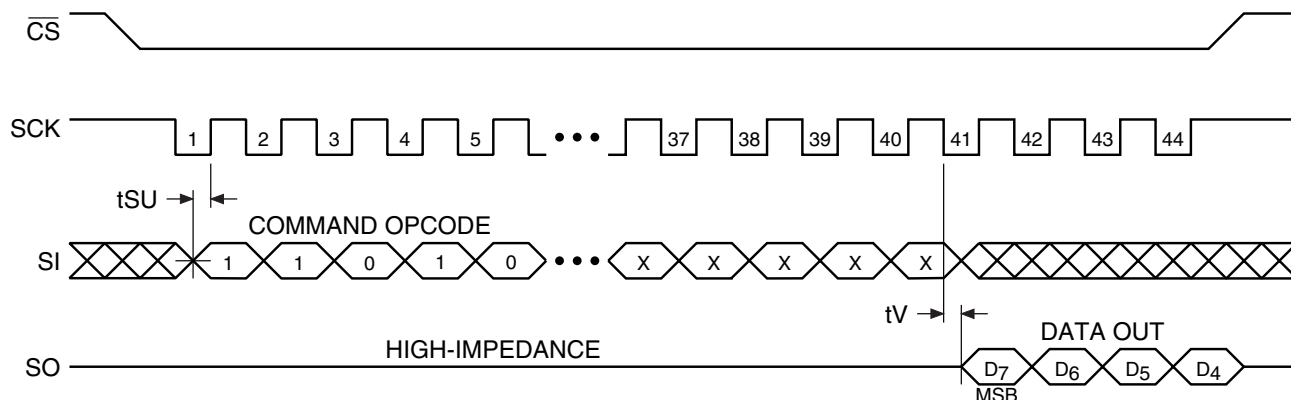 CS
SCK 1 2 3 4 5 ••• 37 38 39 40 41 42 43 44
tSU
COMMAND OPCODE
SI 1 1 0 1 0 ••• X X X X X
tV
DATA OUT
HIGH-IMPEDANCE
SO D7 D6 D5 D4
MSB